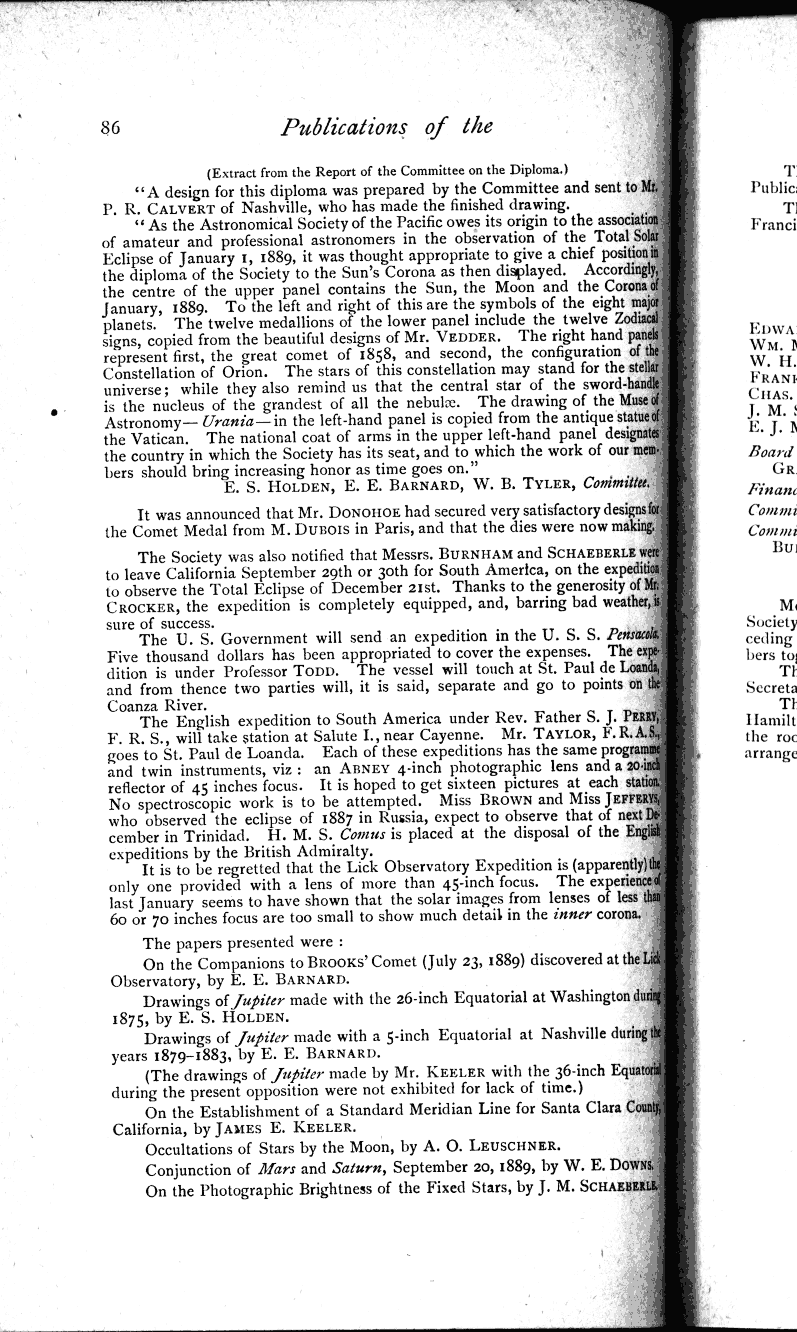 86 Publications of the
(Extract from the Report of the Committee on the Diploma.)
“A design for this diploma was prepared by the Committee and sent to Mr.
P. R. CALVERT of Nashville, who has made the finished drawing.
“As the Astronomical Society of the Pacific owes its origin to the association
of amateur and professional astronomers in the observation of the Total Solar
Eclipse of January 1, 1889, it was thought appropriate to give a chief position in
the diploma of the Society to the Sun's Corona as then displayed. Accordingly,
the centre of the upper panel contains the Sun, the Moon and the Corona of
January, 1889. To the left and right of this are the symbols of the eight major
planets. The twelve medallions of the lower panel include the twelve Zodiacal
signs, copied from the beautiful designs of Mr. VEDDER. The right hand panels
represent first, the great comet of 1858, and second, the configuration of the
Constellation of Orion. The stars of this constellation may stand for the stellar
universe; while they also remind us that the central star of the sword-handle
is the nucleus of the grandest of all the nebulæ. The drawing of the Muse of
Astronomy—Urania—in the left-hand panel is copied from the antique statue of
the Vatican. The national coat of arms in the upper left-hand panel designates
the country in which the Society has its seat, and to which the work of our mem-
bers should bring increasing honor as time goes on.”
E. S. HOLDEN, E. E. BARNARD, W. B. TYLER, Committee.
It was announced that Mr. DONOHOE had secured very satisfactory designs for
the Comet Medal from M. DUBOIS in Paris, and that the dies were now making.
The Society was also notified that Messrs. BURNHAM and SCHAEBERLE were
to leave California September 29th or 30th for South America, on the expedition
to observe the Total Eclipse of December 21st. Thanks to the generosity of Mr.
CROCKER, the expedition is completely equipped, and, barring bad weather, is
sure of success.
The U. S. Government will send an expedition in the U. S. S. Pensacola.
Five thousand dollars has been appropriated to cover the expenses. The expe-
dition is under Professor TODD. The vessel will touch at St. Paul de Loanda,
and from thence two parties will, it is said, separate and go to points on the
Coanza River.
The English expedition to South America under Rev. Father S. J. PERRY,
F. R. S., will take station at Salute I., near Cayenne. Mr. TAYLOR, F. R. A. S.,
goes to St. Paul de Loanda. Each of these expeditions has the same programme
and twin instruments, viz: an ABNEY 4-inch photographic lens and a 20-inch
reflector of 45 inches focus. It is hoped to get sixteen pictures at each station.
No spectroscopic work is to be attempted. Miss BROWN and Miss JEFFERYS,
who observed the eclipse of 1887 in Russia, expect to observe that of next De-
cember in Trinidad. H. M. S. Comus is placed at the disposal of the English
expeditions by the British Admiralty.
It is to be regretted that the Lick Observatory Expedition is (apparently) the
only one provided with a lens of more than 45-inch focus. The experience of
last January seems to have shown that the solar images from lenses of less than
60 or 70 inches focus are too small to show much detail in the inner corona.
The papers presented were:
On the Companions to BROOKS' Comet (July 23, 1889) discovered at the Lick
Observatory, by E. E. BARNARD.
Drawings of Jupiter made with the 26-inch Equatorial at Washington during
1875, by E. S. HOLDEN.
Drawings of Jupiter made with a 5-inch Equatorial at Nashville during the
years 1879–1883, by E. E. BARNARD.
(The drawings of Jupiter made by Mr. KEELER with the 36-inch Equatorial
during the present opposition were not exhibited for lack of time.)
On the Establishment of a Standard Meridian Line for Santa Clara County,
California, by JAMES E. KEELER.
Occultations of Stars by the Moon, by A. O. LEUSCHNER.
Conjunction of Mars and Saturn, September 20, 1889, by W. E. DOWNS.
On the Photographic Brightness of the Fixed Stars, by J. M. SCHAEBERLE.
Public
Franci
EDWA
WM.
W. H.
FRANK
CHAS.
J. M.
E. J.
Board
GR
Financ
Commi
Commi
BU
Society
ceding
bers to
Th
Secreta
Th
Hamilt
the roo
arrange